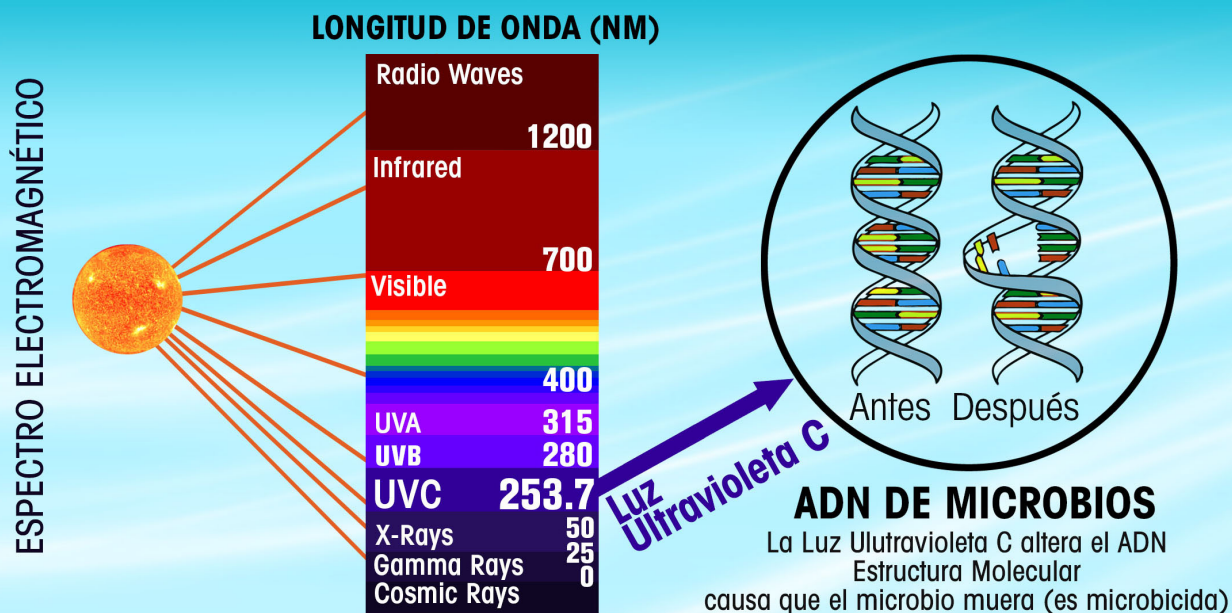 LONGITUD DE ONDA (NM)
ESPECTRO ELECTROMAGNÉTICO
Radio Waves
1200
Infrared
700
Visible
400
UVA 315
UVB 280
UVC 253.7
X-Rays 50
Gamma Rays 25
Cosmic Rays 0
Luz
Ultravioleta C
Antes Después
ADN DE MICROBIOS
La Luz Ulutravioleta C altera el ADN
Estructura Molecular
causa que el microbio muera (es microbicida)